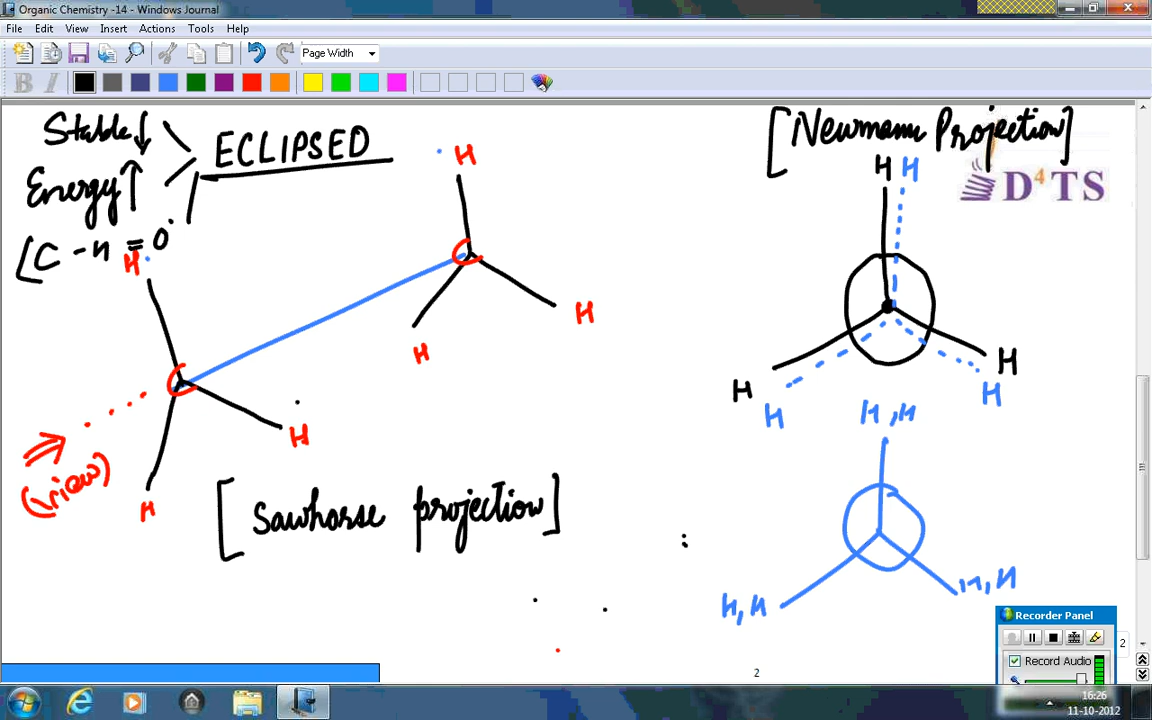 Organic Chemistry -14 - Windows Journal
File Edit View Insert Actions Tools Help
Page Width
B I
Stable↓
Energy↑
[C - H = 0°
ECLIPSED
[Newmann Projection]
D4TS
H
H
H
H
H
H
(view)
[Sawhorse projection]
H H
H H
H H
H,H
H,H
H,H
:
Recorder Panel
Record Audio
2
2
16:26
11-10-2012